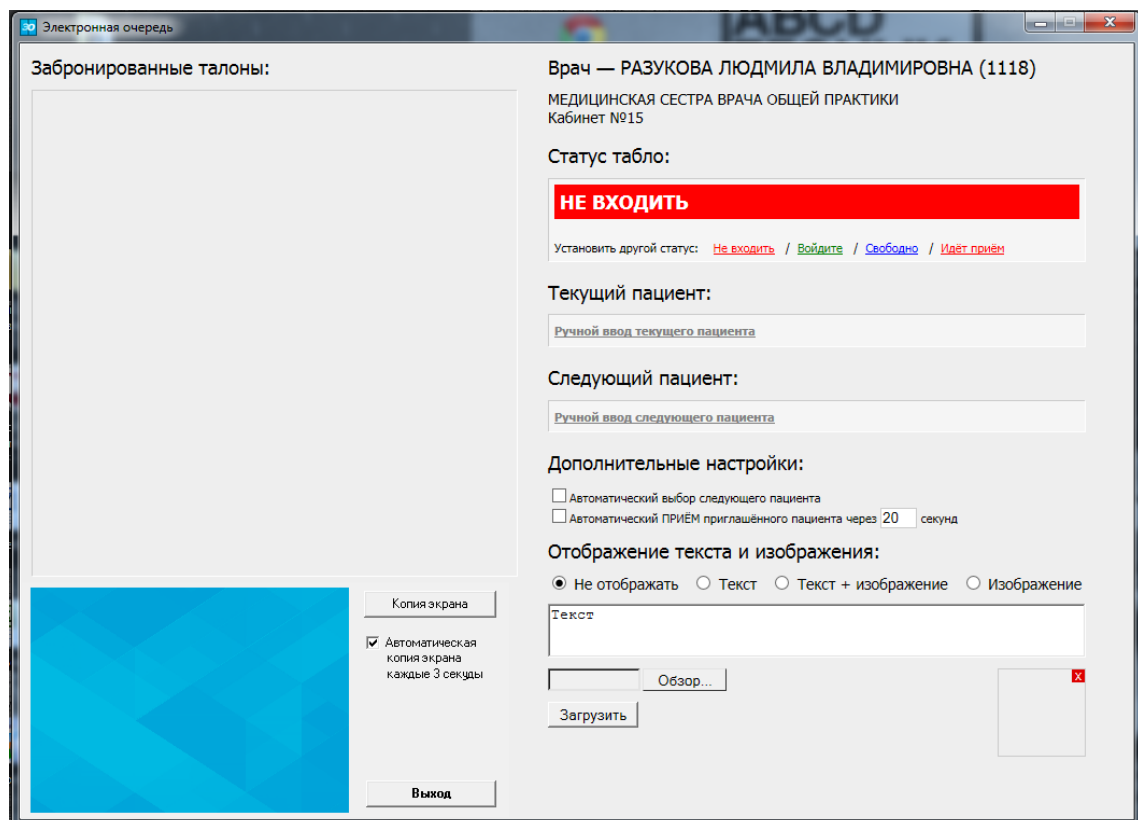 ЭО Электронная очередь
Забронированные талоны:
Врач — РАЗУКОВА ЛЮДМИЛА ВЛАДИМИРОВНА (1118)
МЕДИЦИНСКАЯ СЕСТРА ВРАЧА ОБЩЕЙ ПРАКТИКИ
Кабинет №15
Статус табло:
НЕ ВХОДИТЬ
Установить другой статус: Не входить / Войдите / Свободно / Идёт приём
Текущий пациент:
Ручной ввод текущего пациента
Следующий пациент:
Ручной ввод следующего пациента
Дополнительные настройки:
Автоматический выбор следующего пациента
Автоматический ПРИЁМ приглашённого пациента через 20 секунд
Отображение текста и изображения:
Не отображать Текст Текст + изображение Изображение
Текст
Обзор...
X
Загрузить
Копия экрана
Автоматическая
копия экрана
каждые 3 секуды
Выход